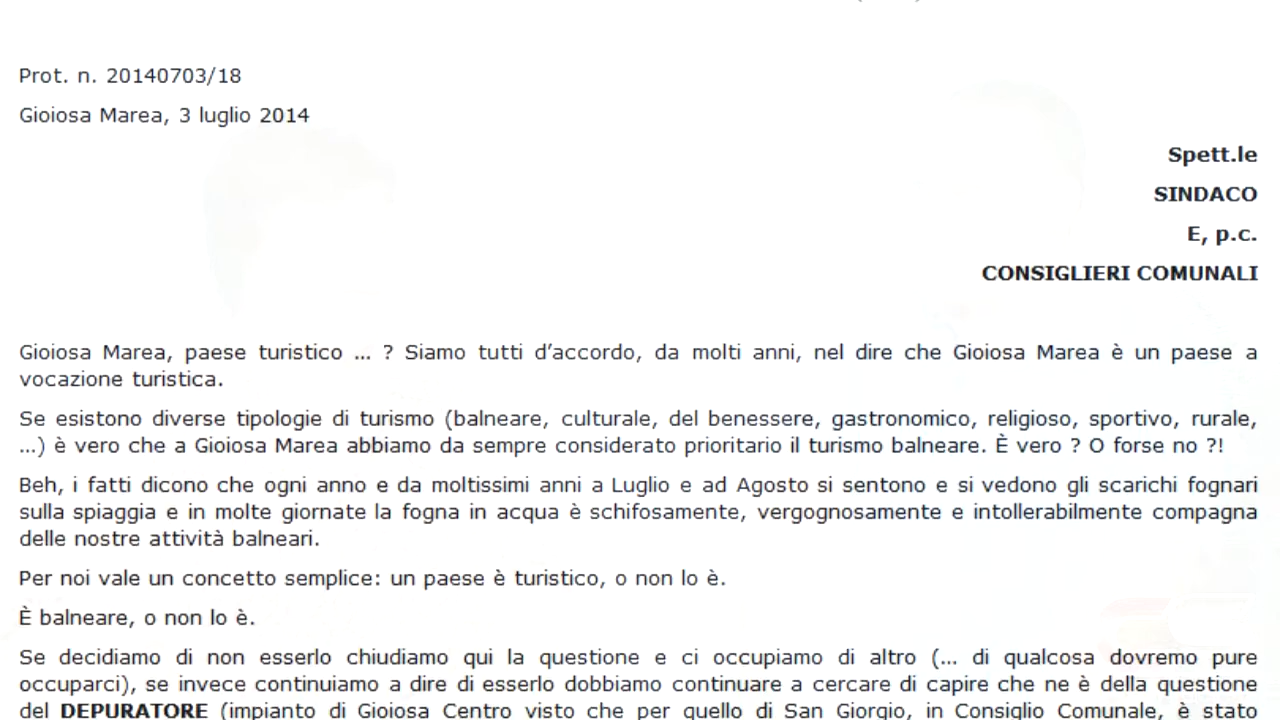 Prot. n. 20140703/18
Gioiosa Marea, 3 luglio 2014
Spett.le
SINDACO
E, p.c.
CONSIGLIERI COMUNALI
Gioiosa Marea, paese turistico ... ? Siamo tutti d’accordo, da molti anni, nel dire che Gioiosa Marea è un paese a
vocazione turistica.
Se esistono diverse tipologie di turismo (balneare, culturale, del benessere, gastronomico, religioso, sportivo, rurale,
...) è vero che a Gioiosa Marea abbiamo da sempre considerato prioritario il turismo balneare. È vero ? O forse no ?!
Beh, i fatti dicono che ogni anno e da moltissimi anni a Luglio e ad Agosto si sentono e si vedono gli scarichi fognari
sulla spiaggia e in molte giornate la fogna in acqua è schifosamente, vergognosamente e intollerabilmente compagna
delle nostre attività balneari.
Per noi vale un concetto semplice: un paese è turistico, o non lo è.
È balneare, o non lo è.
Se decidiamo di non esserlo chiudiamo qui la questione e ci occupiamo di altro (... di qualcosa dovremo pure
occuparci), se invece continuiamo a dire di esserlo dobbiamo continuare a cercare di capire che ne è della questione
del DEPURATORE (impianto di Gioiosa Centro visto che per quello di San Giorgio, in Consiglio Comunale, è stato